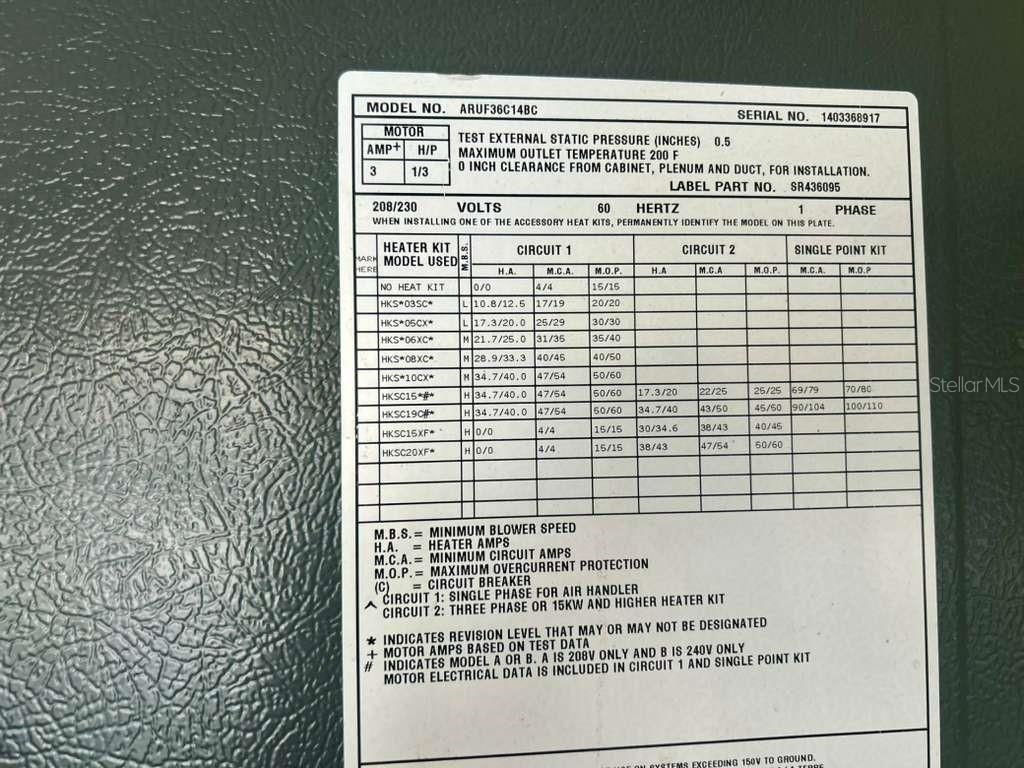 MODEL NO. ARUF36C14BC SERIAL NO. 1403368917
MOTOR
AMP+ H/P
3 1/3
TEST EXTERNAL STATIC PRESSURE (INCHES) 0.5
MAXIMUM OUTLET TEMPERATURE 200 F
0 INCH CLEARANCE FROM CABINET, PLENUM AND DUCT, FOR INSTALLATION.
LABEL PART NO. SR436095
208/230 VOLTS 60 HERTZ 1 PHASE
WHEN INSTALLING ONE OF THE ACCESSORY HEAT KITS, PERMANENTLY IDENTIFY THE MODEL ON THIS PLATE.
MARK HERE HEATER KIT MODEL USED M.B.S. CIRCUIT 1 CIRCUIT 2 SINGLE POINT KIT
H.A. M.C.A. M.O.P. H.A M.C.A M.O.P. M.C.A. M.O.P
NO HEAT KIT 0/0 4/4 15/15
HKS*03SC* L 10.8/12.5 17/19 20/20
HKS*05CX* L 17.3/20.0 25/29 30/30
HKS*06XC* M 21.7/25.0 31/35 35/40
HKS*08XC* M 28.9/33.3 40/45 40/50
HKS*10CX* M 34.7/40.0 47/54 50/60
HKSC15*#* H 34.7/40.0 47/54 50/60 17.3/20 22/25 25/25 69/79 70/80
HKSC19C#* H 34.7/40.0 47/54 50/60 34.7/40 43/50 45/50 90/104 100/110
HKSC15XF* H 0/0 4/4 15/15 30/34.6 38/43 40/45
HKSC20XF* H 0/0 4/4 15/15 38/43 47/54 50/60
M.B.S. = MINIMUM BLOWER SPEED
H.A. = HEATER AMPS
M.C.A. = MINIMUM CIRCUIT AMPS
M.O.P. = MAXIMUM OVERCURRENT PROTECTION
(C) = CIRCUIT BREAKER
^ CIRCUIT 1: SINGLE PHASE FOR AIR HANDLER
CIRCUIT 2: THREE PHASE OR 15KW AND HIGHER HEATER KIT
* INDICATES REVISION LEVEL THAT MAY OR MAY NOT BE DESIGNATED
+ MOTOR AMPS BASED ON TEST DATA
# INDICATES MODEL A OR B. A IS 208V ONLY AND B IS 240V ONLY
MOTOR ELECTRICAL DATA IS INCLUDED IN CIRCUIT 1 AND SINGLE POINT KIT
ON SYSTEMS EXCEEDING 150V TO GROUND.
StellarMLS